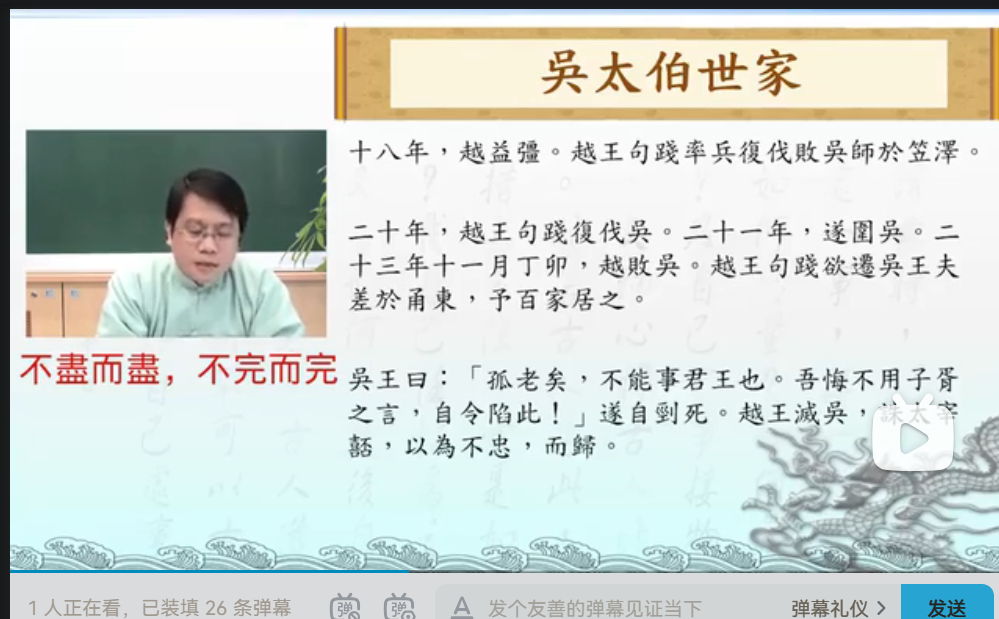 吳太伯世家
十八年，越益彊。越王句踐率兵復伐敗吳師於笠澤。
二十年，越王句踐復伐吳。二十一年，遂圍吳。二
十三年十一月丁卯，越敗吳。越王句踐欲遷吳王夫
差於甬東，予百家居之。
不盡而盡，不完而完
吳王曰：「孤老矣，不能事君王也。吾悔不用子胥
之言，自令陷此！」遂自剄死。越王滅吳，誅太宰
嚭，以為不忠，而歸。
1 人正在看，已装填 26 条弹幕
弹
弹
A
发个友善的弹幕见证当下
弹幕礼仪 >
发送